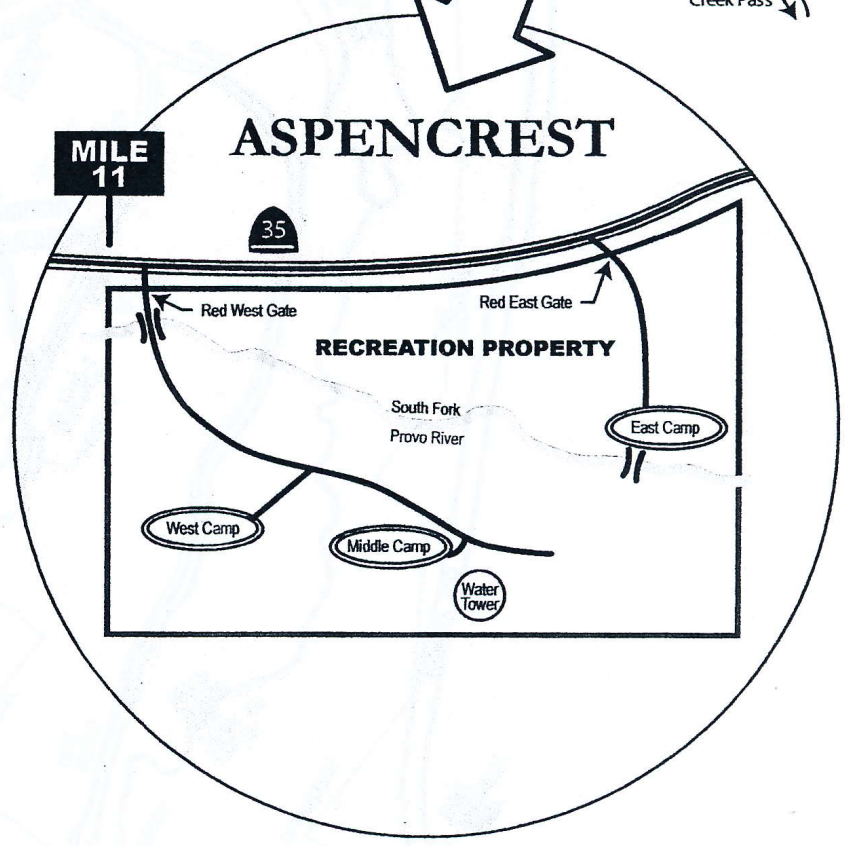 Creek Pass
ASPENCREST
MILE
11
35
Red West Gate
Red East Gate
RECREATION PROPERTY
South Fork
Provo River
East Camp
West Camp
Middle Camp
Water
Tower